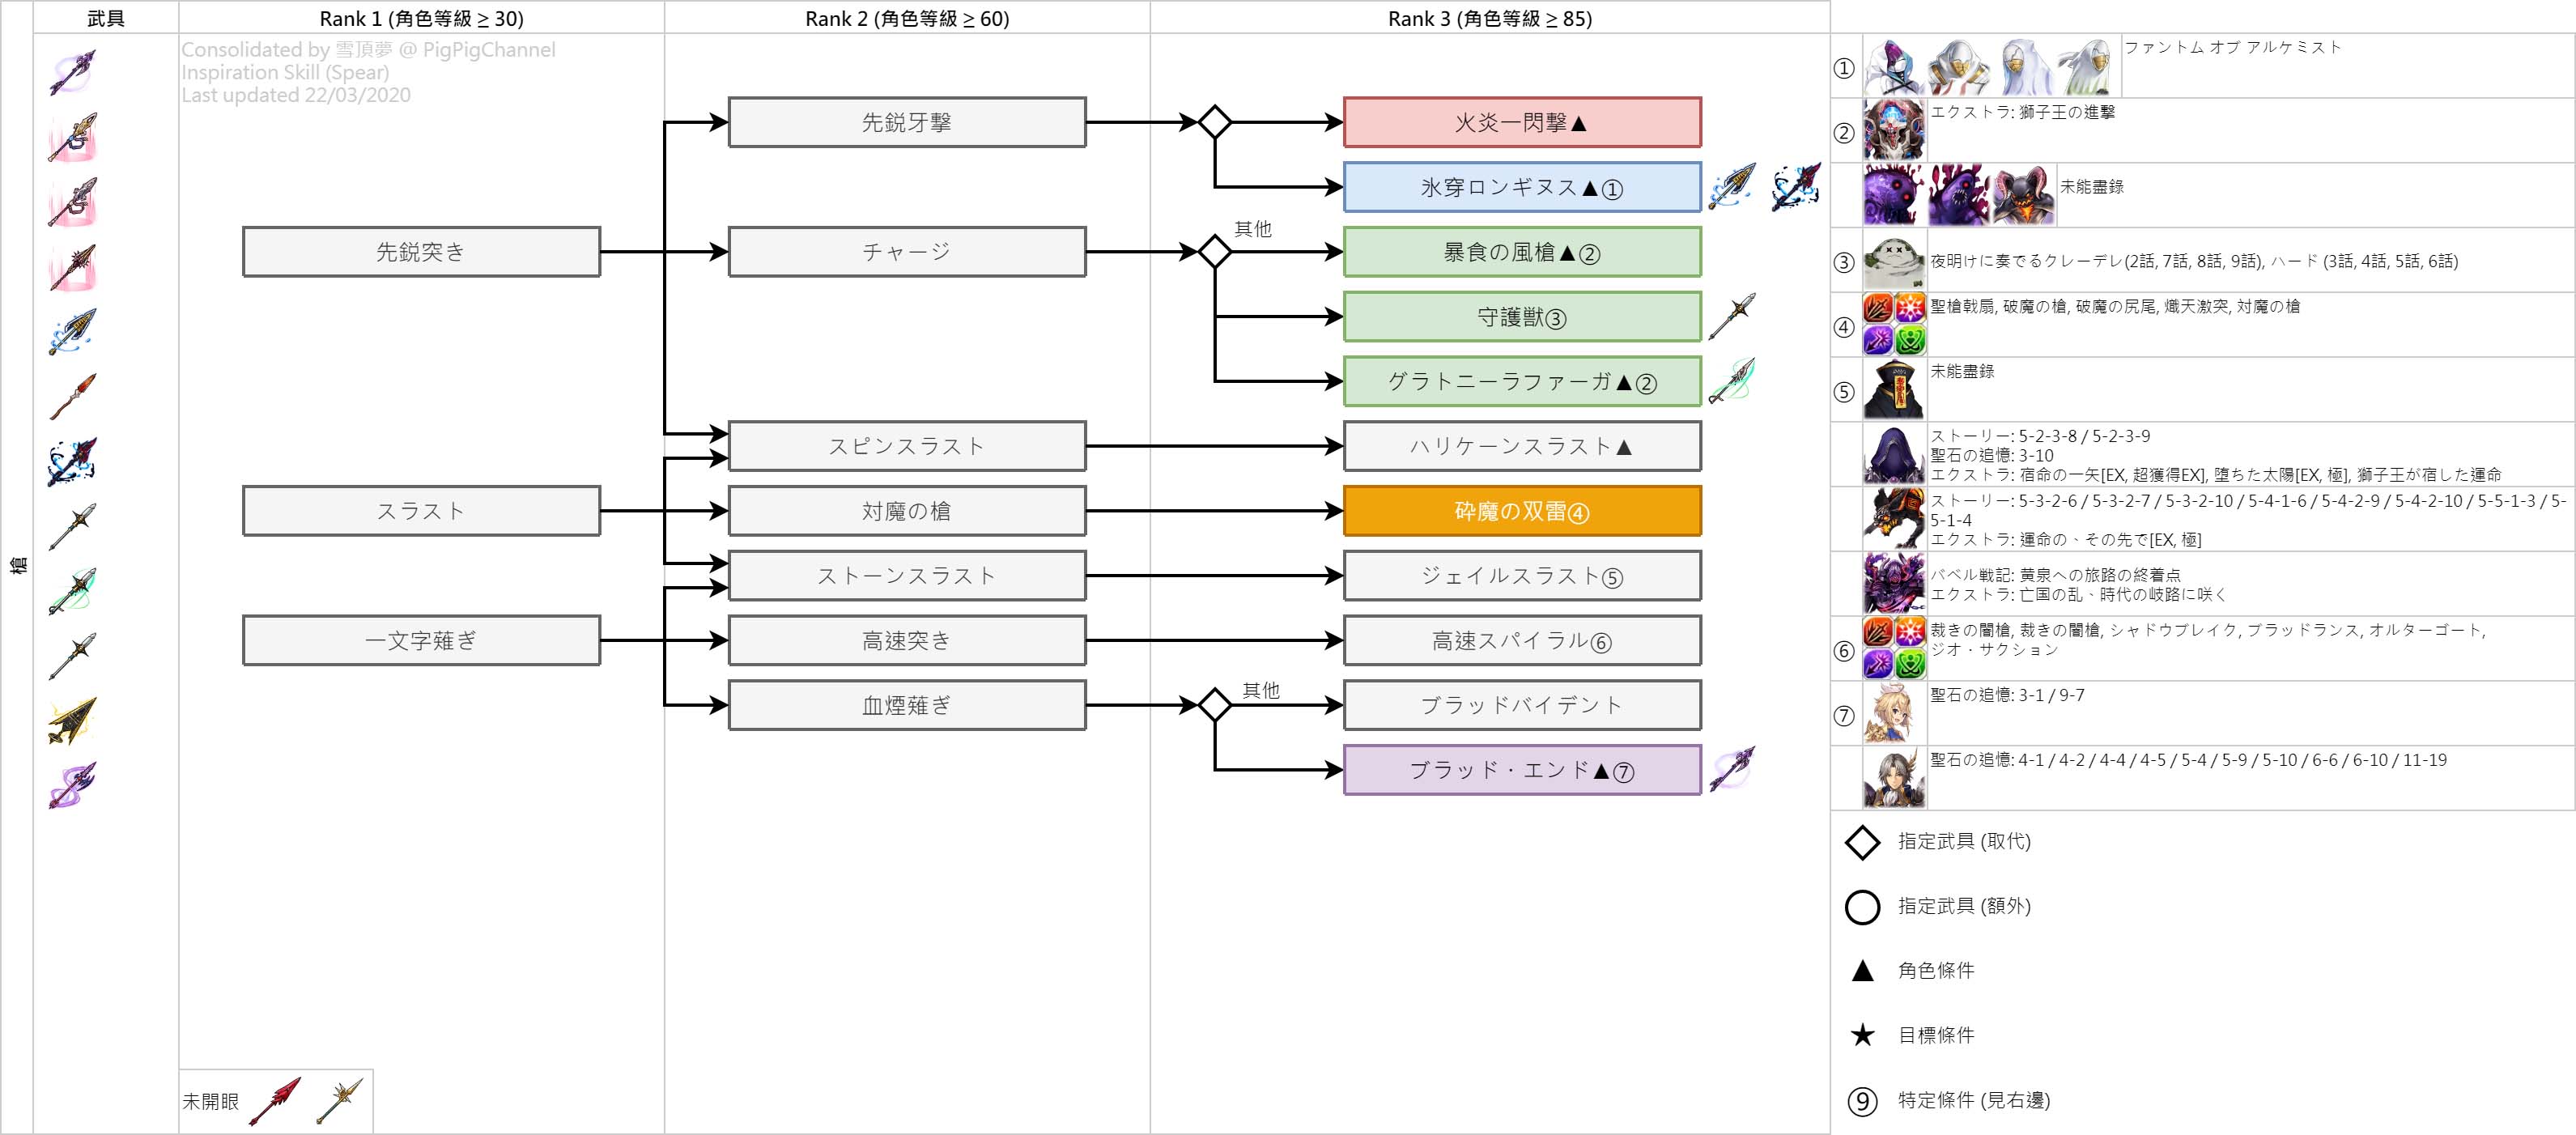 武具
Rank 1 (角色等級 ≥ 30)
Rank 2 (角色等級 ≥ 60)
Rank 3 (角色等級 ≥ 85)
槍
Consolidated by 雪頂夢 @ PigPigChannel
Inspiration Skill (Spear)
Last updated 22/03/2020
先鋭突き
スラスト
一文字薙ぎ
先鋭牙撃
チャージ
スピンスラスト
対魔の槍
ストーンスラスト
高速突き
血煙薙ぎ
火炎一閃撃▲
氷穿ロンギヌス▲①
其他
暴食の風槍▲②
守護獣③
グラトニーラファーガ▲②
ハリケーンスラスト▲
砕魔の双雷④
ジェイルスラスト⑤
高速スパイラル⑥
其他
ブラッドバイデント
ブラッド・エンド▲⑦
未開眼
①
ファントム オブ アルケミスト
②
エクストラ: 獅子王の進撃
未能盡錄
③
夜明けに奏でるクレーデレ(2話, 7話, 8話, 9話), ハード (3話, 4話, 5話, 6話)
④
聖槍戟扇, 破魔の槍, 破魔の尻尾, 熾天激突, 対魔の槍
⑤
未能盡錄
ストーリー: 5-2-3-8 / 5-2-3-9
聖石の追憶: 3-10
エクストラ: 宿命の一矢[EX, 超獲得EX], 堕ちた太陽[EX, 極], 獅子王が宿した運命
ストーリー: 5-3-2-6 / 5-3-2-7 / 5-3-2-10 / 5-4-1-6 / 5-4-2-9 / 5-4-2-10 / 5-5-1-3 / 5-
5-1-4
エクストラ: 運命の、その先で[EX, 極]
バベル戦記: 黄泉への旅路の終着点
エクストラ: 亡国の乱、時代の岐路に咲く
⑥
裁きの闇槍, 裁きの闇槍, シャドウブレイク, ブラッドランス, オルターゴート,
ジオ・サクション
⑦
聖石の追憶: 3-1 / 9-7
聖石の追憶: 4-1 / 4-2 / 4-4 / 4-5 / 5-4 / 5-9 / 5-10 / 6-6 / 6-10 / 11-19
指定武具 (取代)
指定武具 (額外)
▲ 角色條件
★ 目標條件
⑨ 特定條件 (見右邊)